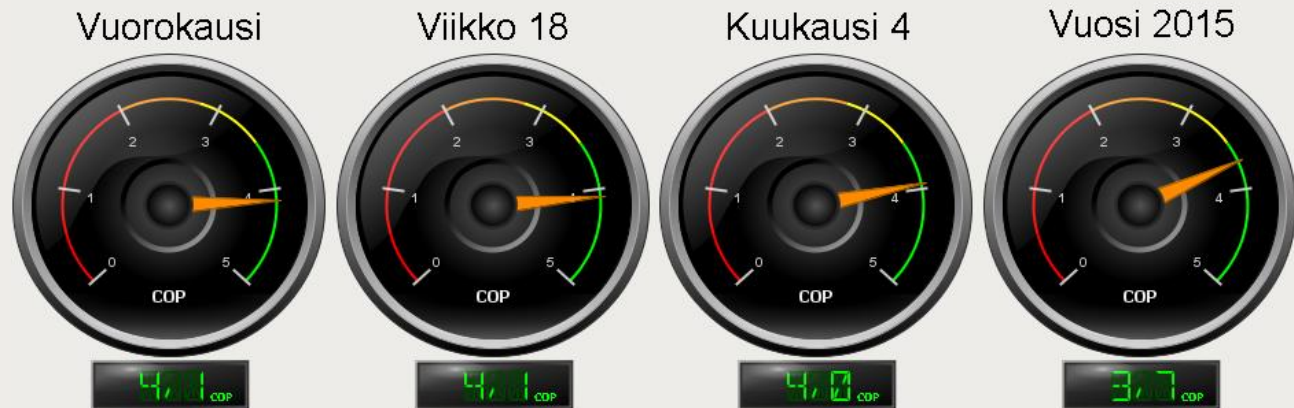 Vuorokausi
Viikko 18
Kuukausi 4
Vuosi 2015
0 1 2 3 4 5
COP
4,1 COP
0 1 2 3 4 5
COP
4,1 COP
0 1 2 3 4 5
COP
4,0 COP
0 1 2 3 4 5
COP
3,7 COP